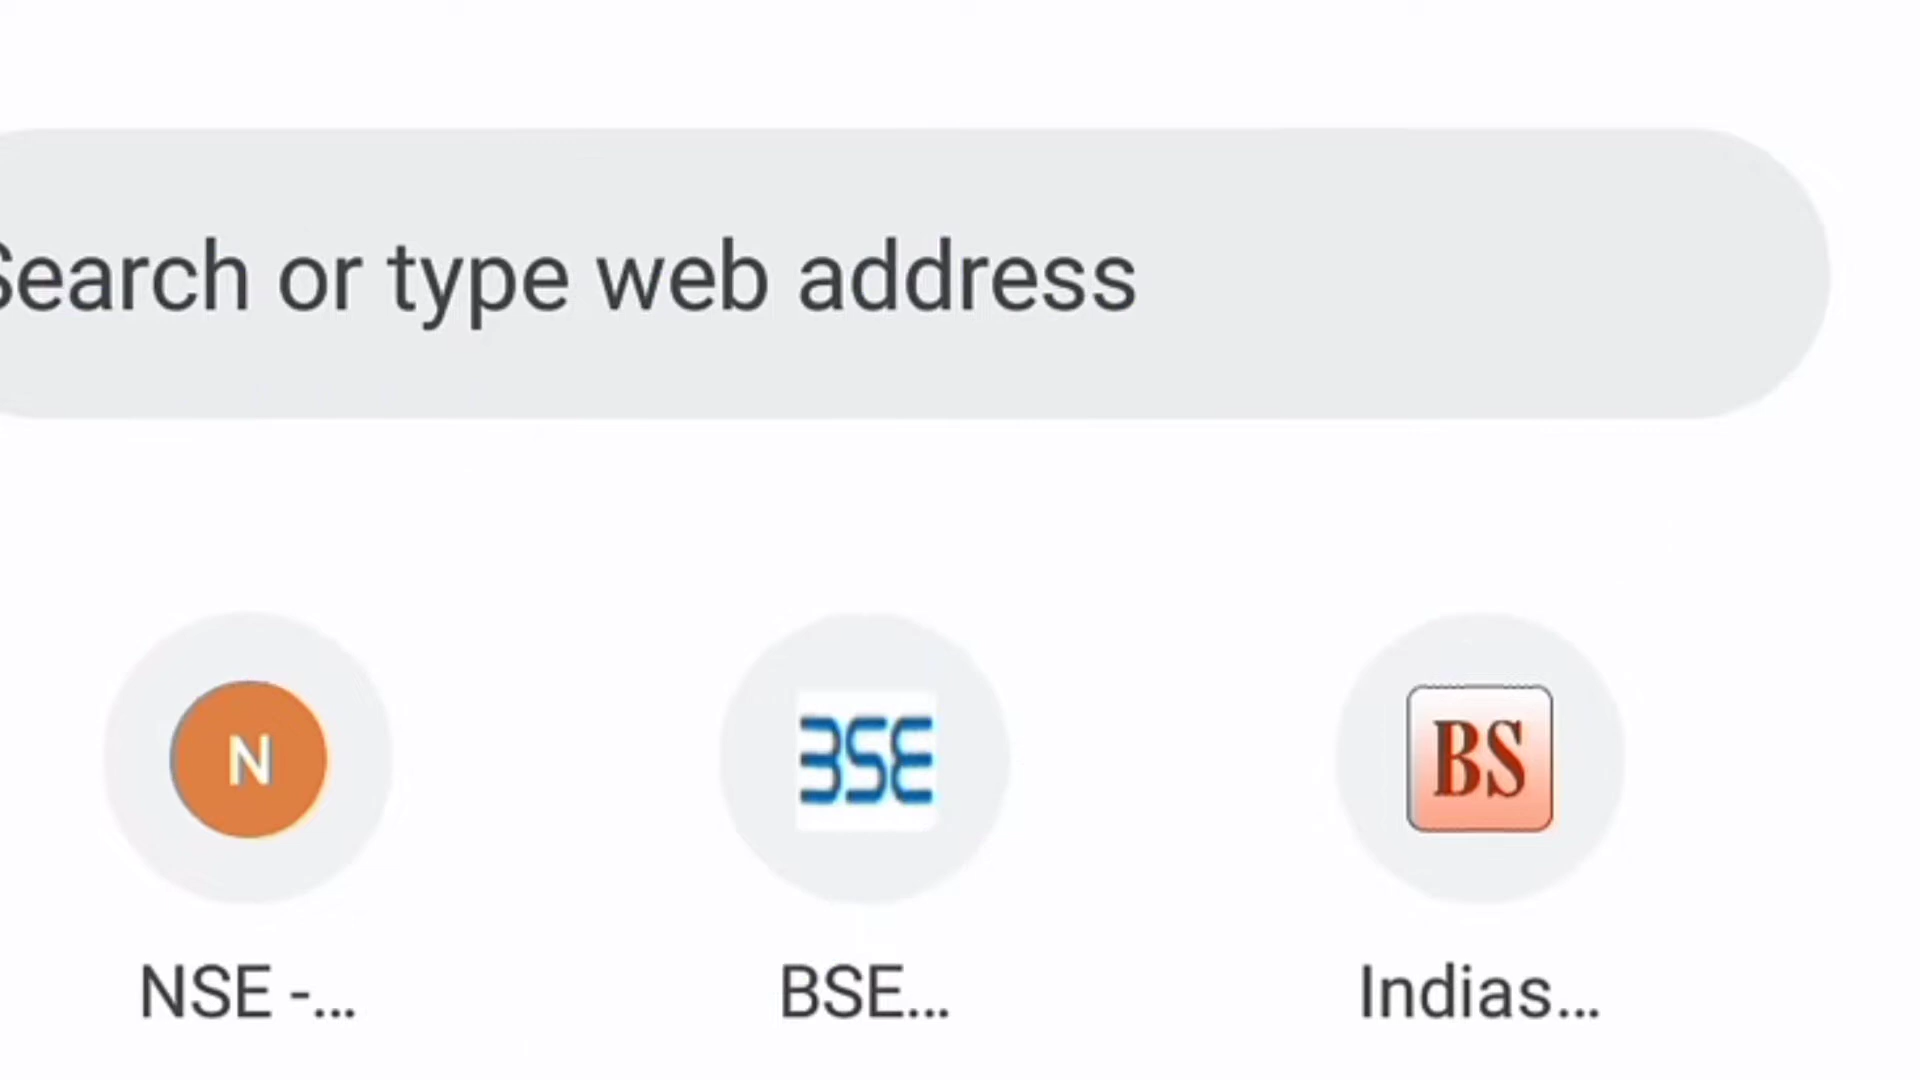 Search or type web address
N
BSE
BS
NSE -...
BSE...
Indias...